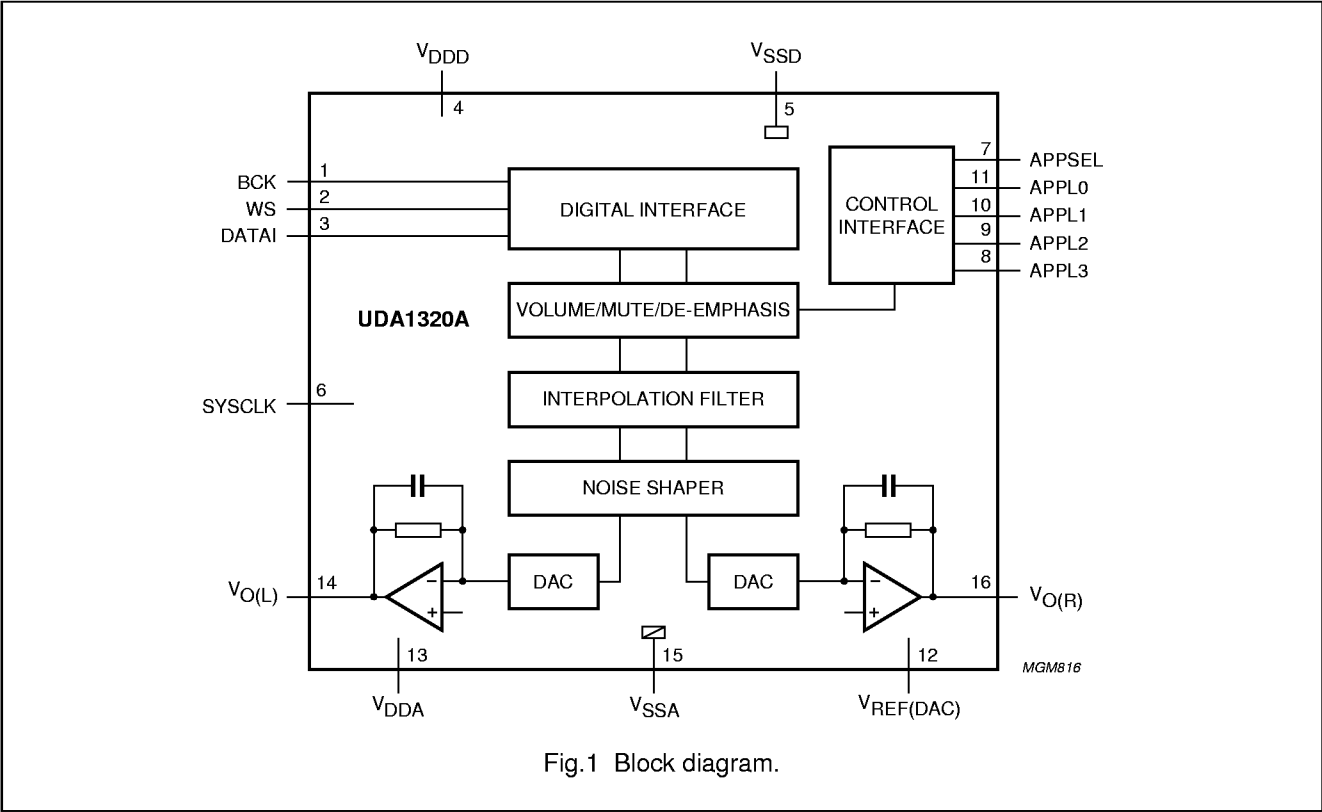 VDDD
VSSD
4
5
BCK
1
WS
2
DATAI
3
DIGITAL INTERFACE
CONTROL
INTERFACE
7
APPSEL
11
APPL0
10
APPL1
9
APPL2
8
APPL3
VOLUME/MUTE/DE-EMPHASIS
UDA1320A
SYSCLK
6
INTERPOLATION FILTER
NOISE SHAPER
VO(L)
14
−
+
DAC
DAC
−
+
16
VO(R)
13
15
12
VDDA
VSSA
VREF(DAC)
MGM816
Fig.1 Block diagram.